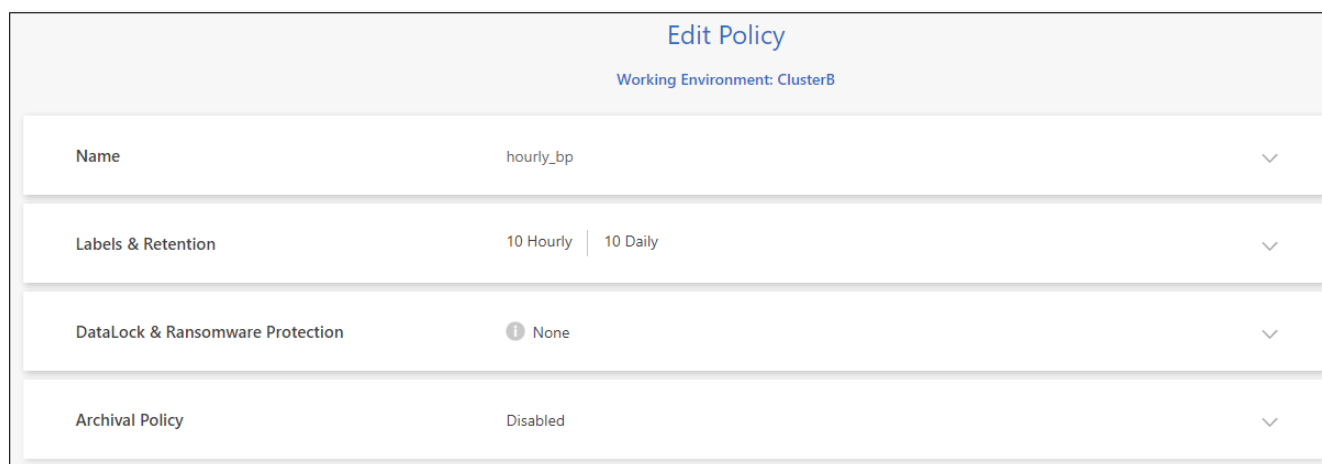 Edit Policy
Working Environment: ClusterB
Name hourly_bp
Labels & Retention 10 Hourly 10 Daily
DataLock & Ransomware Protection None
Archival Policy Disabled